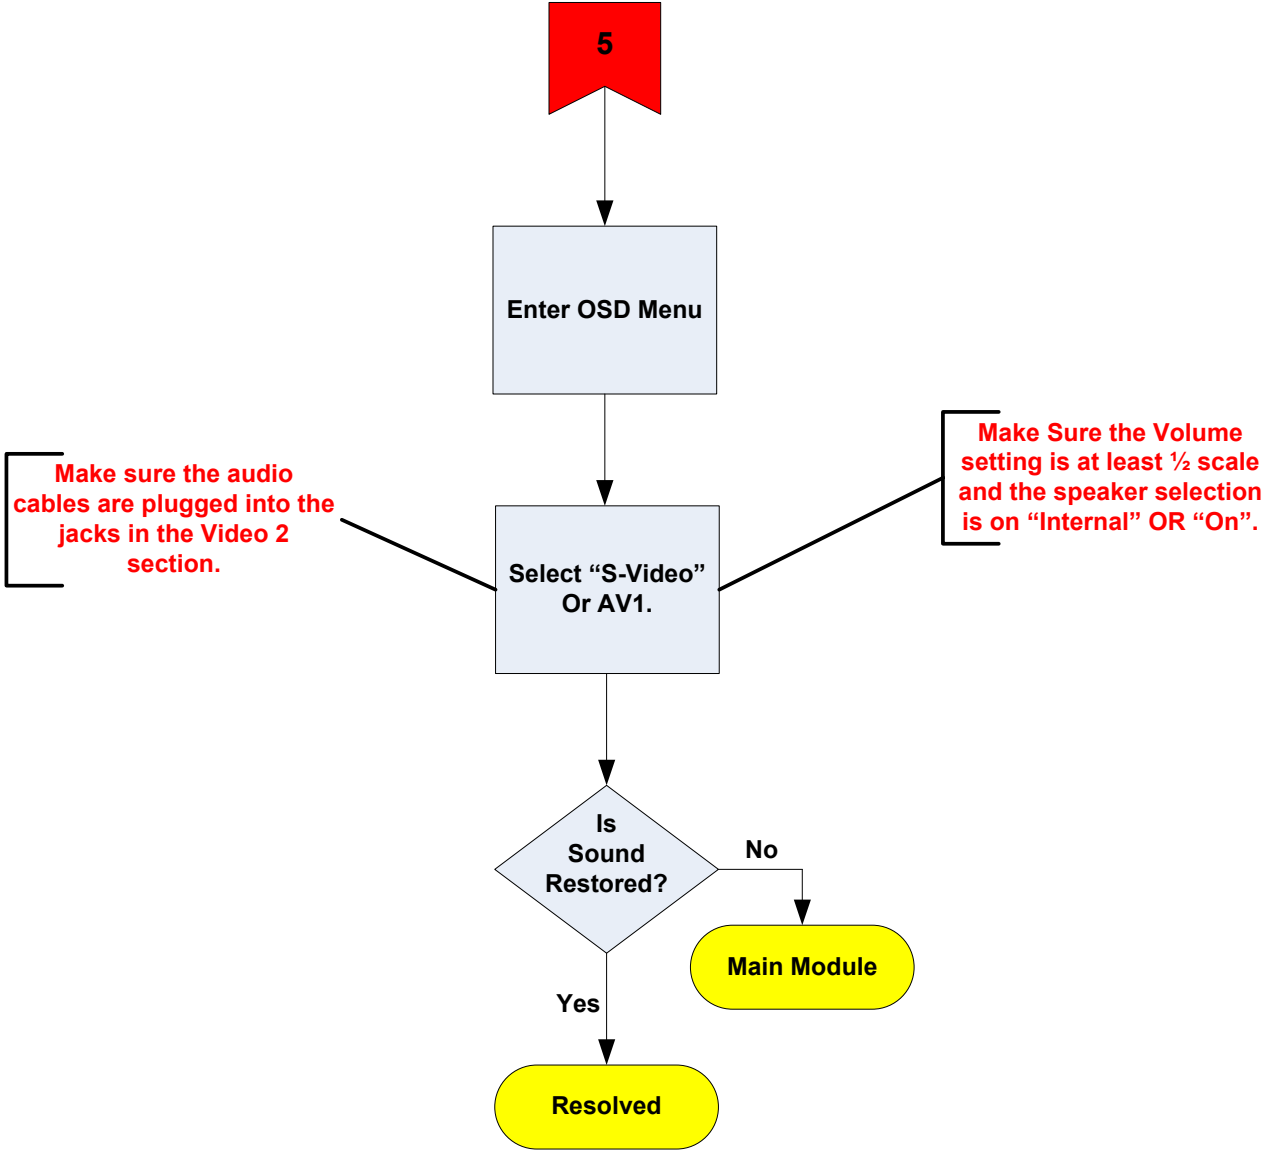 5
Enter OSD Menu
Make Sure the Volume
setting is at least ½ scale
and the speaker selection
is on “Internal” OR “On”.
Make sure the audio
cables are plugged into the
jacks in the Video 2
section.
Select “S-Video”
Or AV1.
Is
Sound
Restored?
No
Main Module
Yes
Resolved